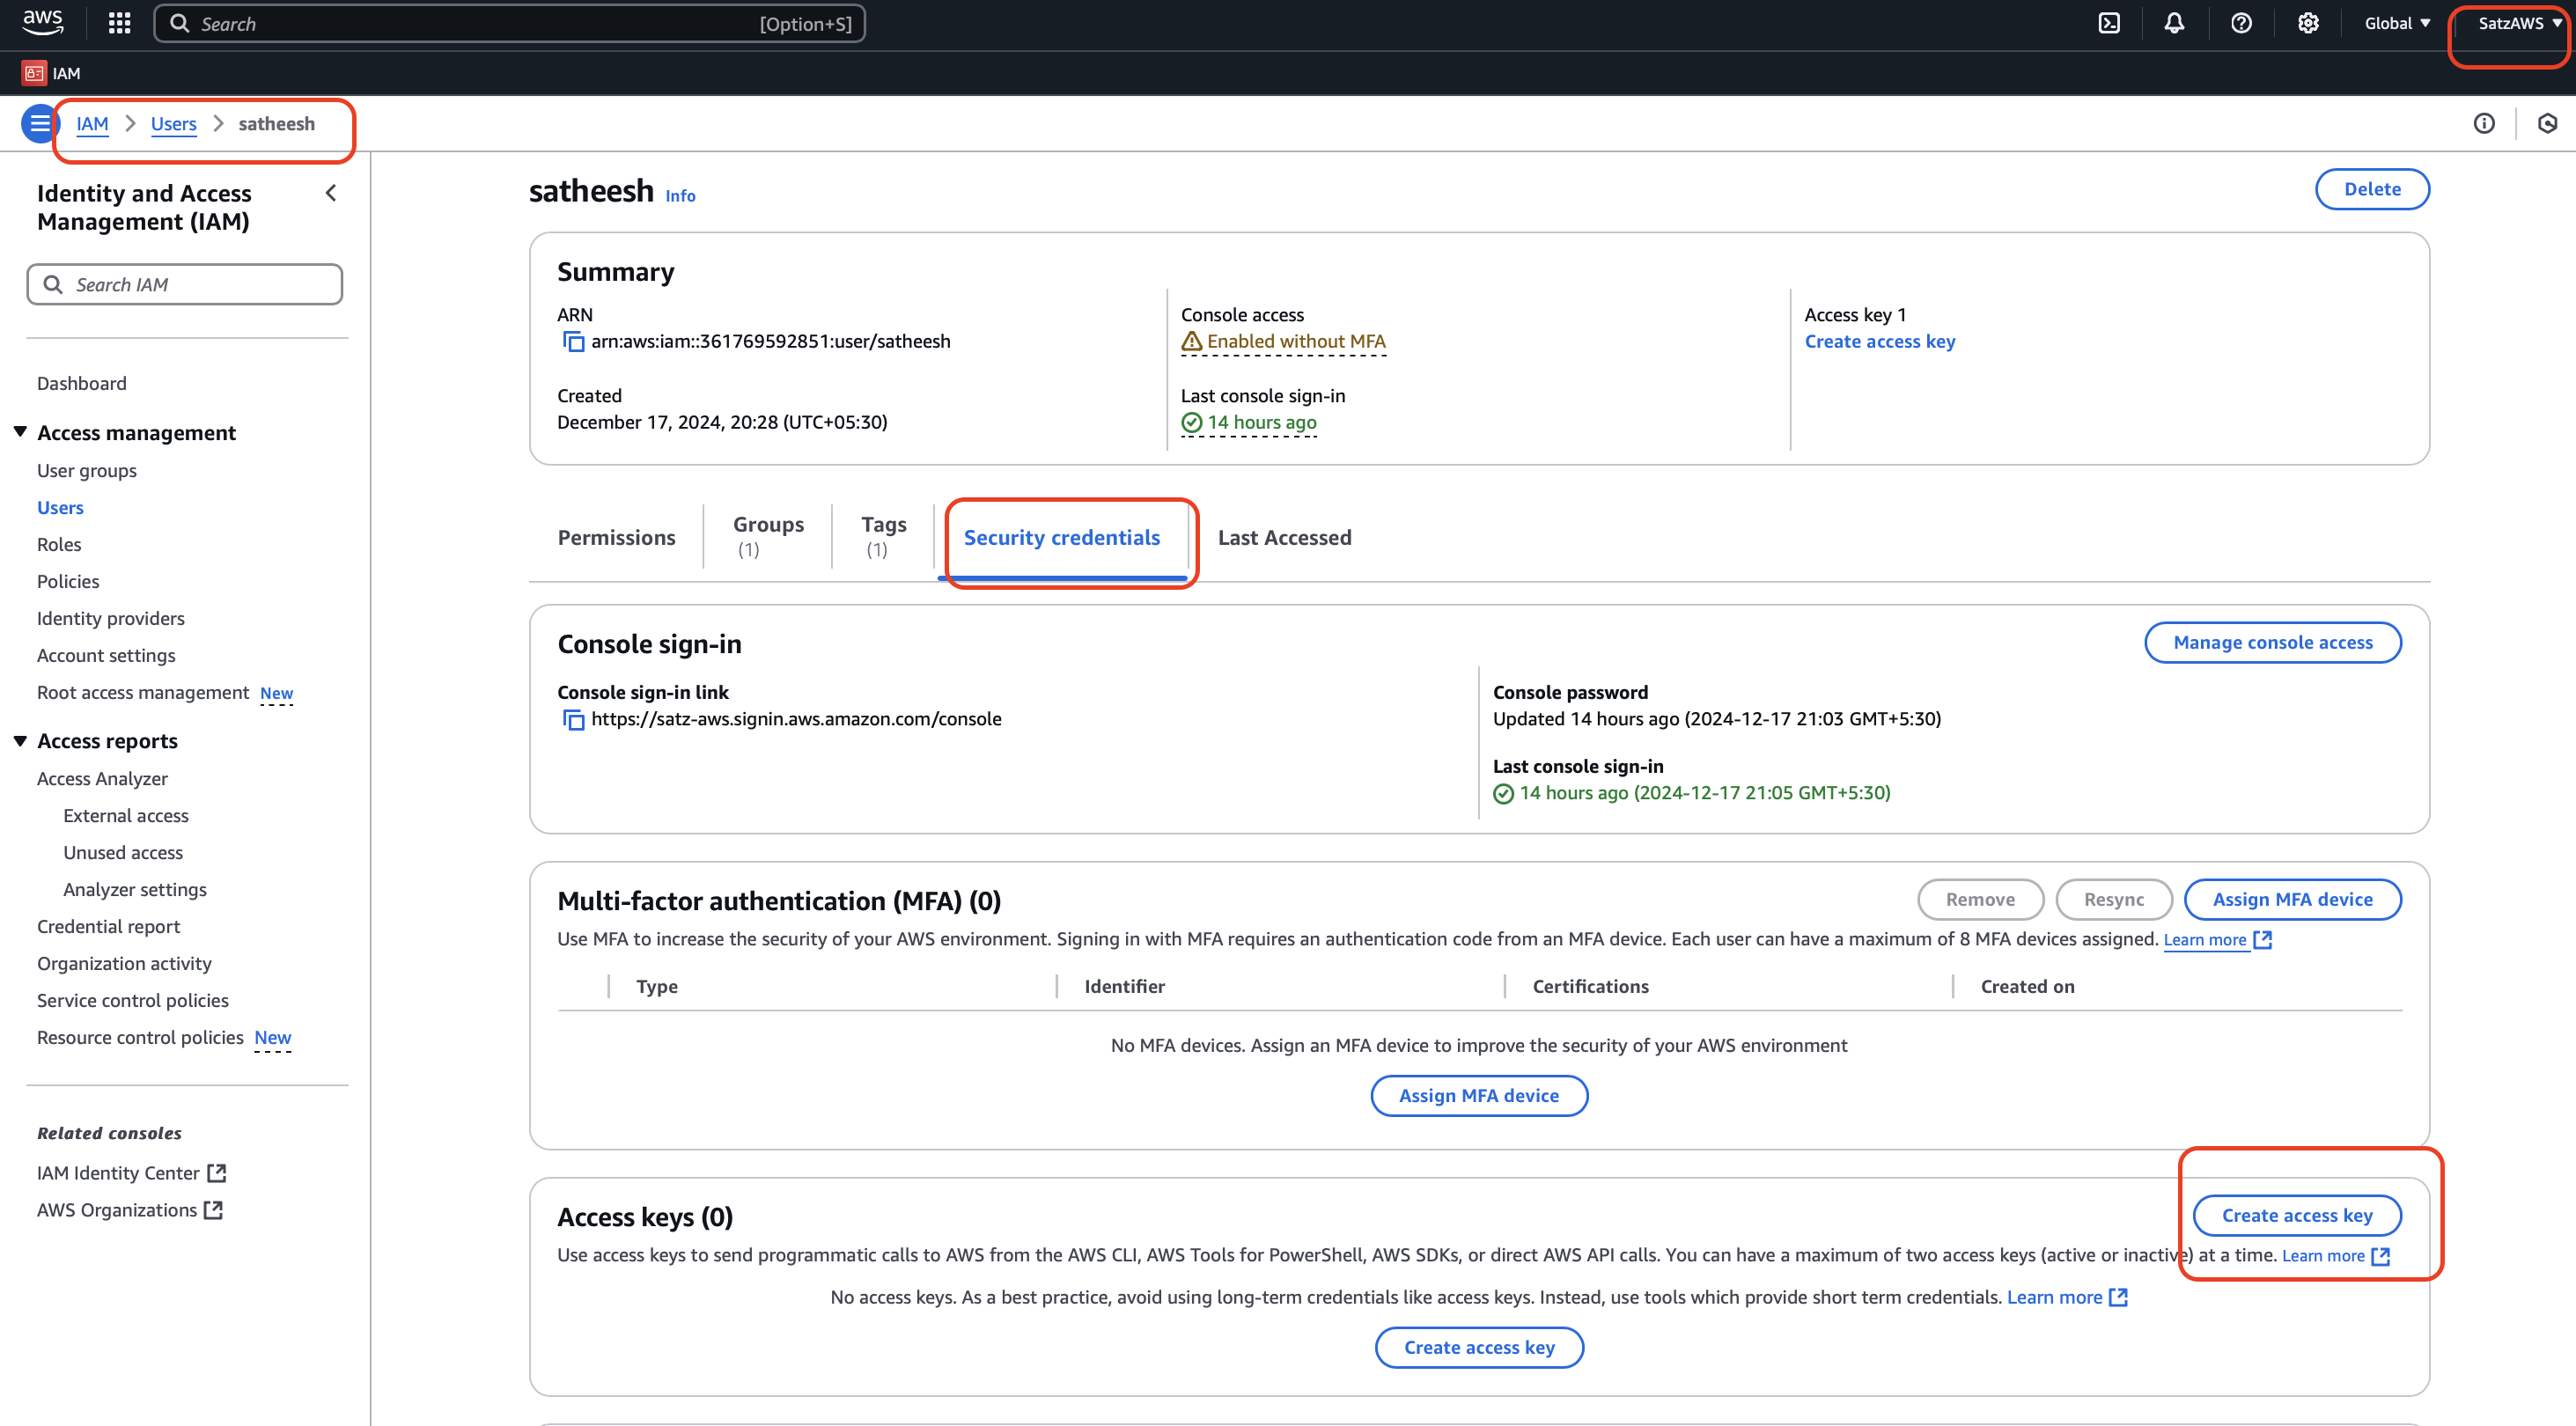 aws
Search [Option+S]
Global ▼
SatzAWS ▼
IAM
IAM > Users > satheesh
Identity and Access
Management (IAM)
Search IAM
Dashboard
Access management
User groups
Users
Roles
Policies
Identity providers
Account settings
Root access management New
Access reports
Access Analyzer
External access
Unused access
Analyzer settings
Credential report
Organization activity
Service control policies
Resource control policies New
Related consoles
IAM Identity Center
AWS Organizations
satheesh Info
Delete
Summary
ARN
arn:aws:iam::361769592851:user/satheesh
Created
December 17, 2024, 20:28 (UTC+05:30)
Console access
Enabled without MFA
Last console sign-in
14 hours ago
Access key 1
Create access key
Permissions
Groups
(1)
Tags
(1)
Security credentials
Last Accessed
Console sign-in
Manage console access
Console sign-in link
https://satz-aws.signin.aws.amazon.com/console
Console password
Updated 14 hours ago (2024-12-17 21:03 GMT+5:30)
Last console sign-in
14 hours ago (2024-12-17 21:05 GMT+5:30)
Multi-factor authentication (MFA) (0)
Remove
Resync
Assign MFA device
Use MFA to increase the security of your AWS environment. Signing in with MFA requires an authentication code from an MFA device. Each user can have a maximum of 8 MFA devices assigned. Learn more
Type
Identifier
Certifications
Created on
No MFA devices. Assign an MFA device to improve the security of your AWS environment
Assign MFA device
Access keys (0)
Create access key
Use access keys to send programmatic calls to AWS from the AWS CLI, AWS Tools for PowerShell, AWS SDKs, or direct AWS API calls. You can have a maximum of two access keys (active or inactive) at a time. Learn more
No access keys. As a best practice, avoid using long-term credentials like access keys. Instead, use tools which provide short term credentials. Learn more
Create access key